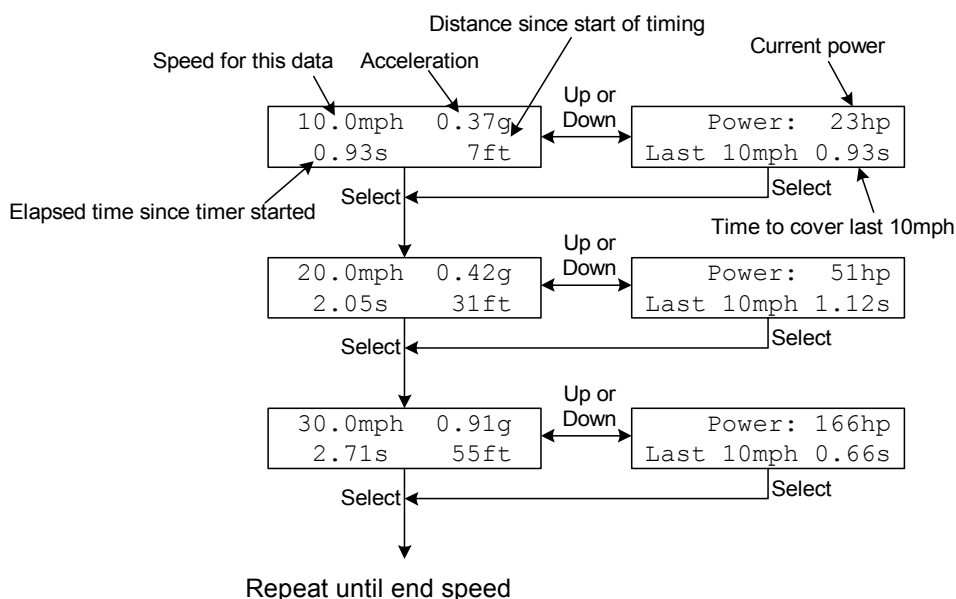 Distance since start of timing
Current power
Speed for this data
Acceleration
Up or
Down
10.0mph 0.37g
0.93s 7ft
Power: 23hp
Last 10mph 0.93s
Select
Select
Elapsed time since timer started
Time to cover last 10mph
Up or
Down
20.0mph 0.42g
2.05s 31ft
Power: 51hp
Last 10mph 1.12s
Select
Select
Up or
Down
30.0mph 0.91g
2.71s 55ft
Power: 166hp
Last 10mph 0.66s
Select
Select
Repeat until end speed